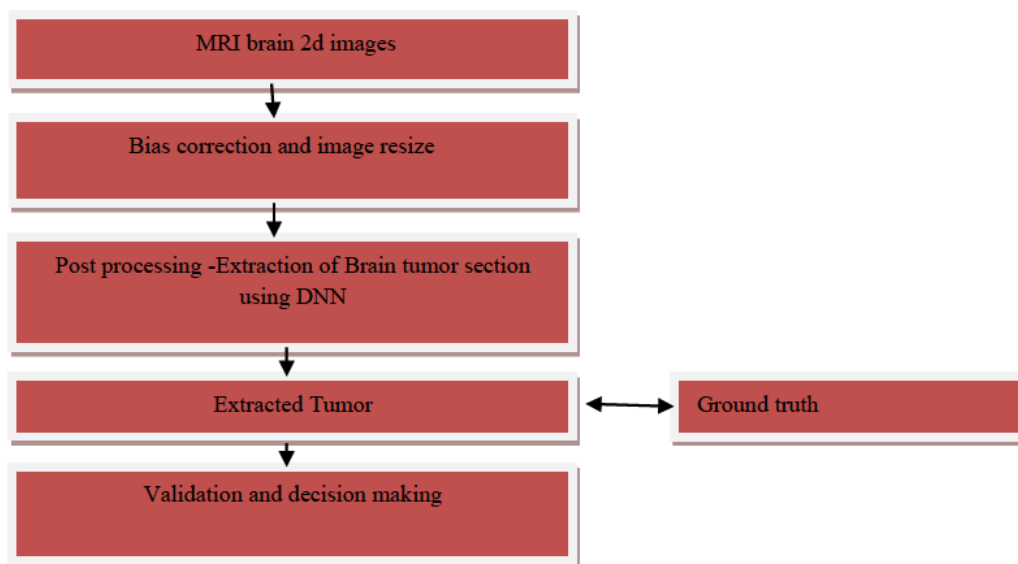 MRI brain 2d images
Bias correction and image resize
Post processing -Extraction of Brain tumor section
using DNN
Extracted Tumor
Ground truth
Validation and decision making